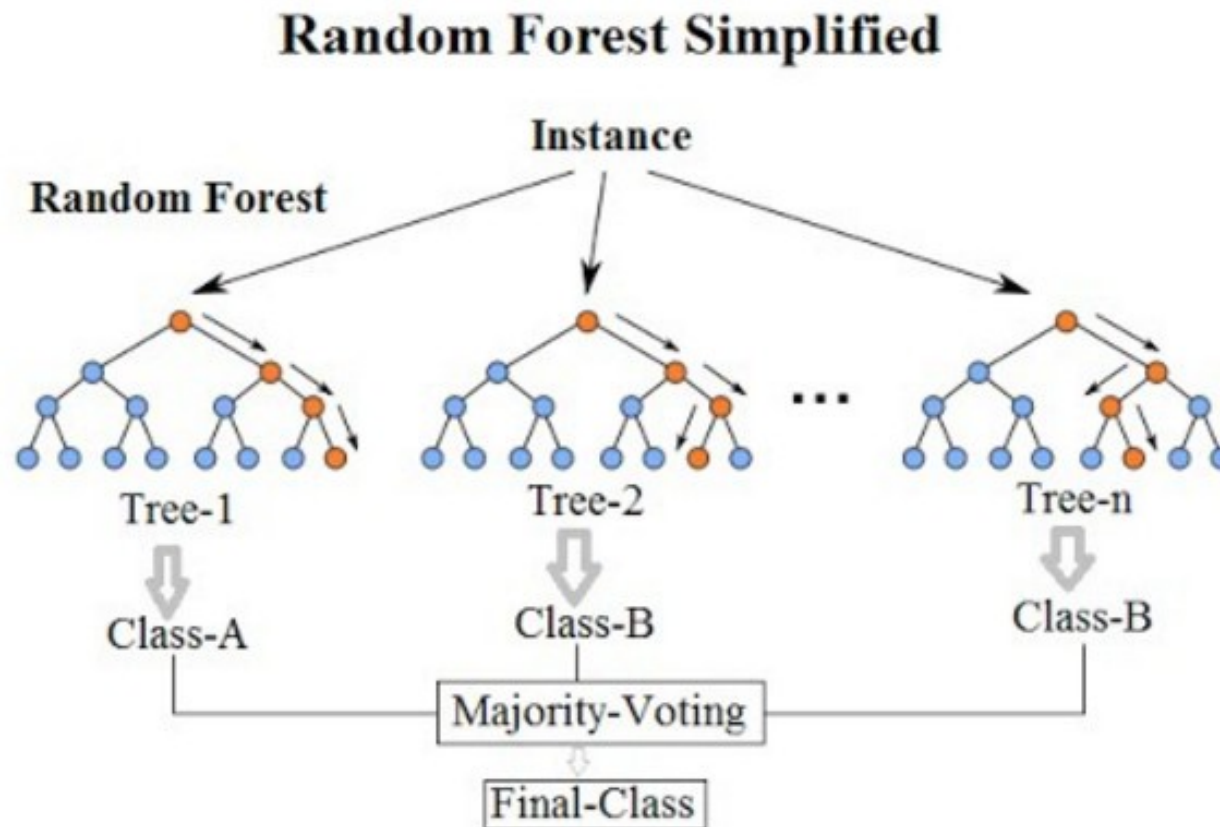 Random Forest Simplified
Instance
Random Forest
...
Tree-1
Tree-2
Tree-n
Class-A
Class-B
Class-B
Majority-Voting
Final-Class